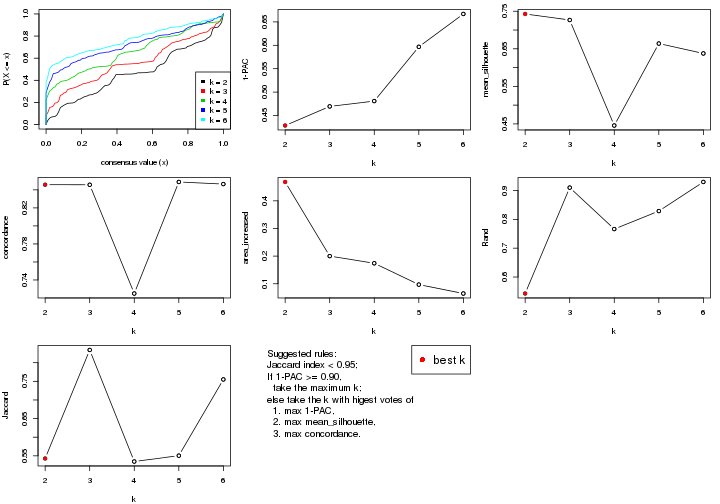 P(X <= x)
0.0 0.2 0.4 0.6 0.8 1.0
k = 2
k = 3
k = 4
k = 5
k = 6
0.0 0.2 0.4 0.6 0.8 1.0
consensus value (x)
1-PAC
0.45 0.50 0.55 0.60 0.65
2 3 4 5 6
k
mean_silhouette
0.45 0.55 0.65 0.75
2 3 4 5 6
k
concordance
0.74 0.78 0.82
2 3 4 5 6
k
area_increased
0.1 0.2 0.3 0.4
2 3 4 5 6
k
Rand
0.6 0.7 0.8 0.9
2 3 4 5 6
k
Jaccard
0.55 0.65 0.75
2 3 4 5 6
k
Suggested rules:
Jaccard index < 0.95;
If 1-PAC >= 0.90,
take the maximum k;
else take the k with higest votes of
1. max 1-PAC,
2. max mean_silhouette,
3. max concordance.
best k